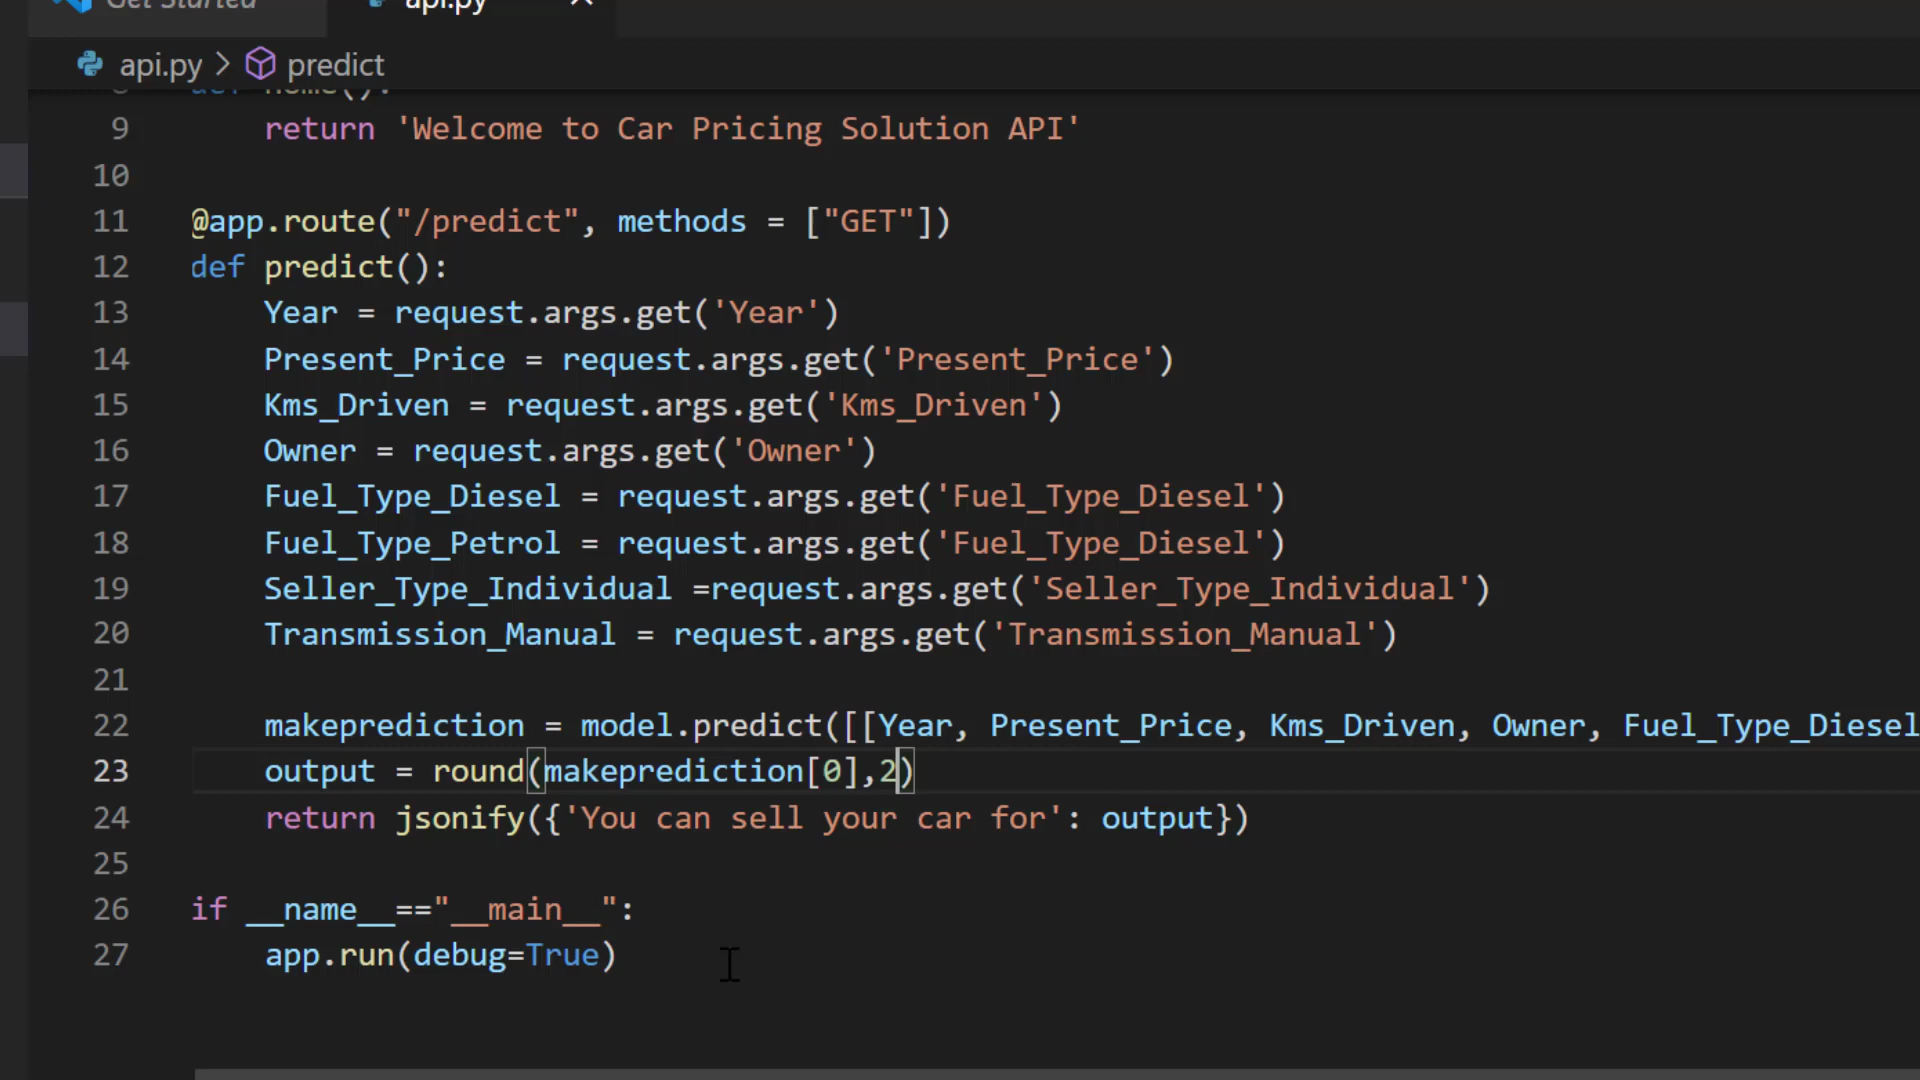 Get Started api.py
api.py > predict
8 def home():
9 return 'Welcome to Car Pricing Solution API'
10
11 @app.route("/predict", methods = ["GET"])
12 def predict():
13 Year = request.args.get('Year')
14 Present_Price = request.args.get('Present_Price')
15 Kms_Driven = request.args.get('Kms_Driven')
16 Owner = request.args.get('Owner')
17 Fuel_Type_Diesel = request.args.get('Fuel_Type_Diesel')
18 Fuel_Type_Petrol = request.args.get('Fuel_Type_Diesel')
19 Seller_Type_Individual =request.args.get('Seller_Type_Individual')
20 Transmission_Manual = request.args.get('Transmission_Manual')
21
22 makeprediction = model.predict([[Year, Present_Price, Kms_Driven, Owner, Fuel_Type_Diesel
23 output = round(makeprediction[0],2)
24 return jsonify({'You can sell your car for': output})
25
26 if __name__=="__main__":
27 app.run(debug=True)